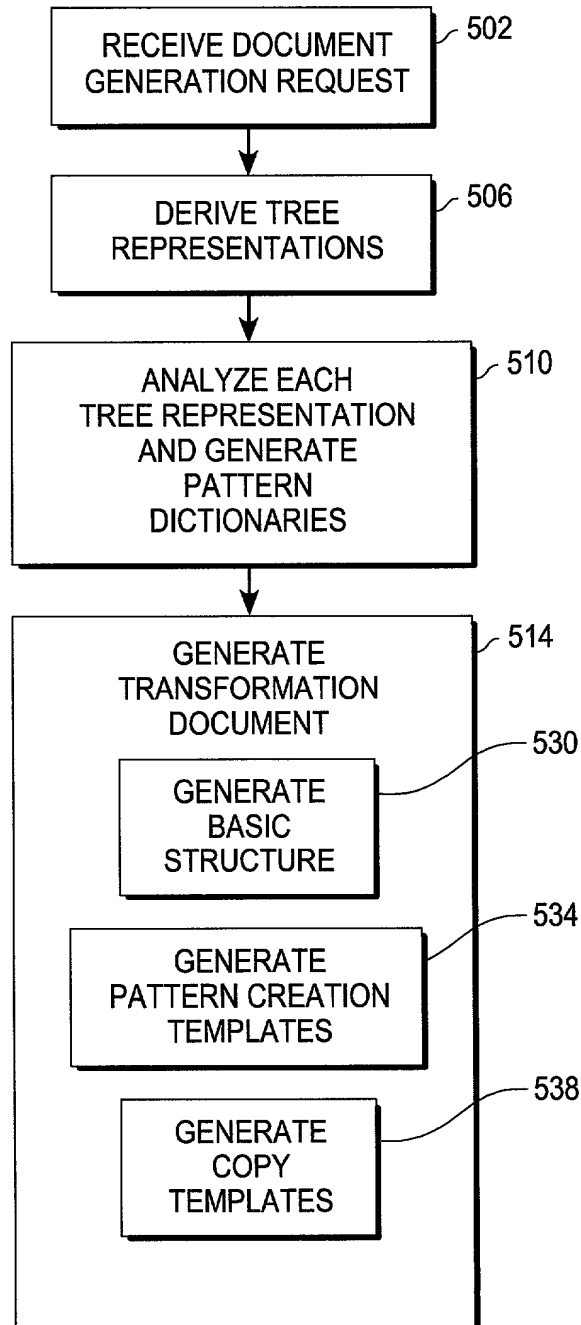 RECEIVE DOCUMENT
GENERATION REQUEST
502
DERIVE TREE
REPRESENTATIONS
506
ANALYZE EACH
TREE REPRESENTATION
AND GENERATE
PATTERN
DICTIONARIES
510
GENERATE
TRANSFORMATION
DOCUMENT
514
GENERATE
BASIC
STRUCTURE
530
GENERATE
PATTERN CREATION
TEMPLATES
534
GENERATE
COPY
TEMPLATES
538